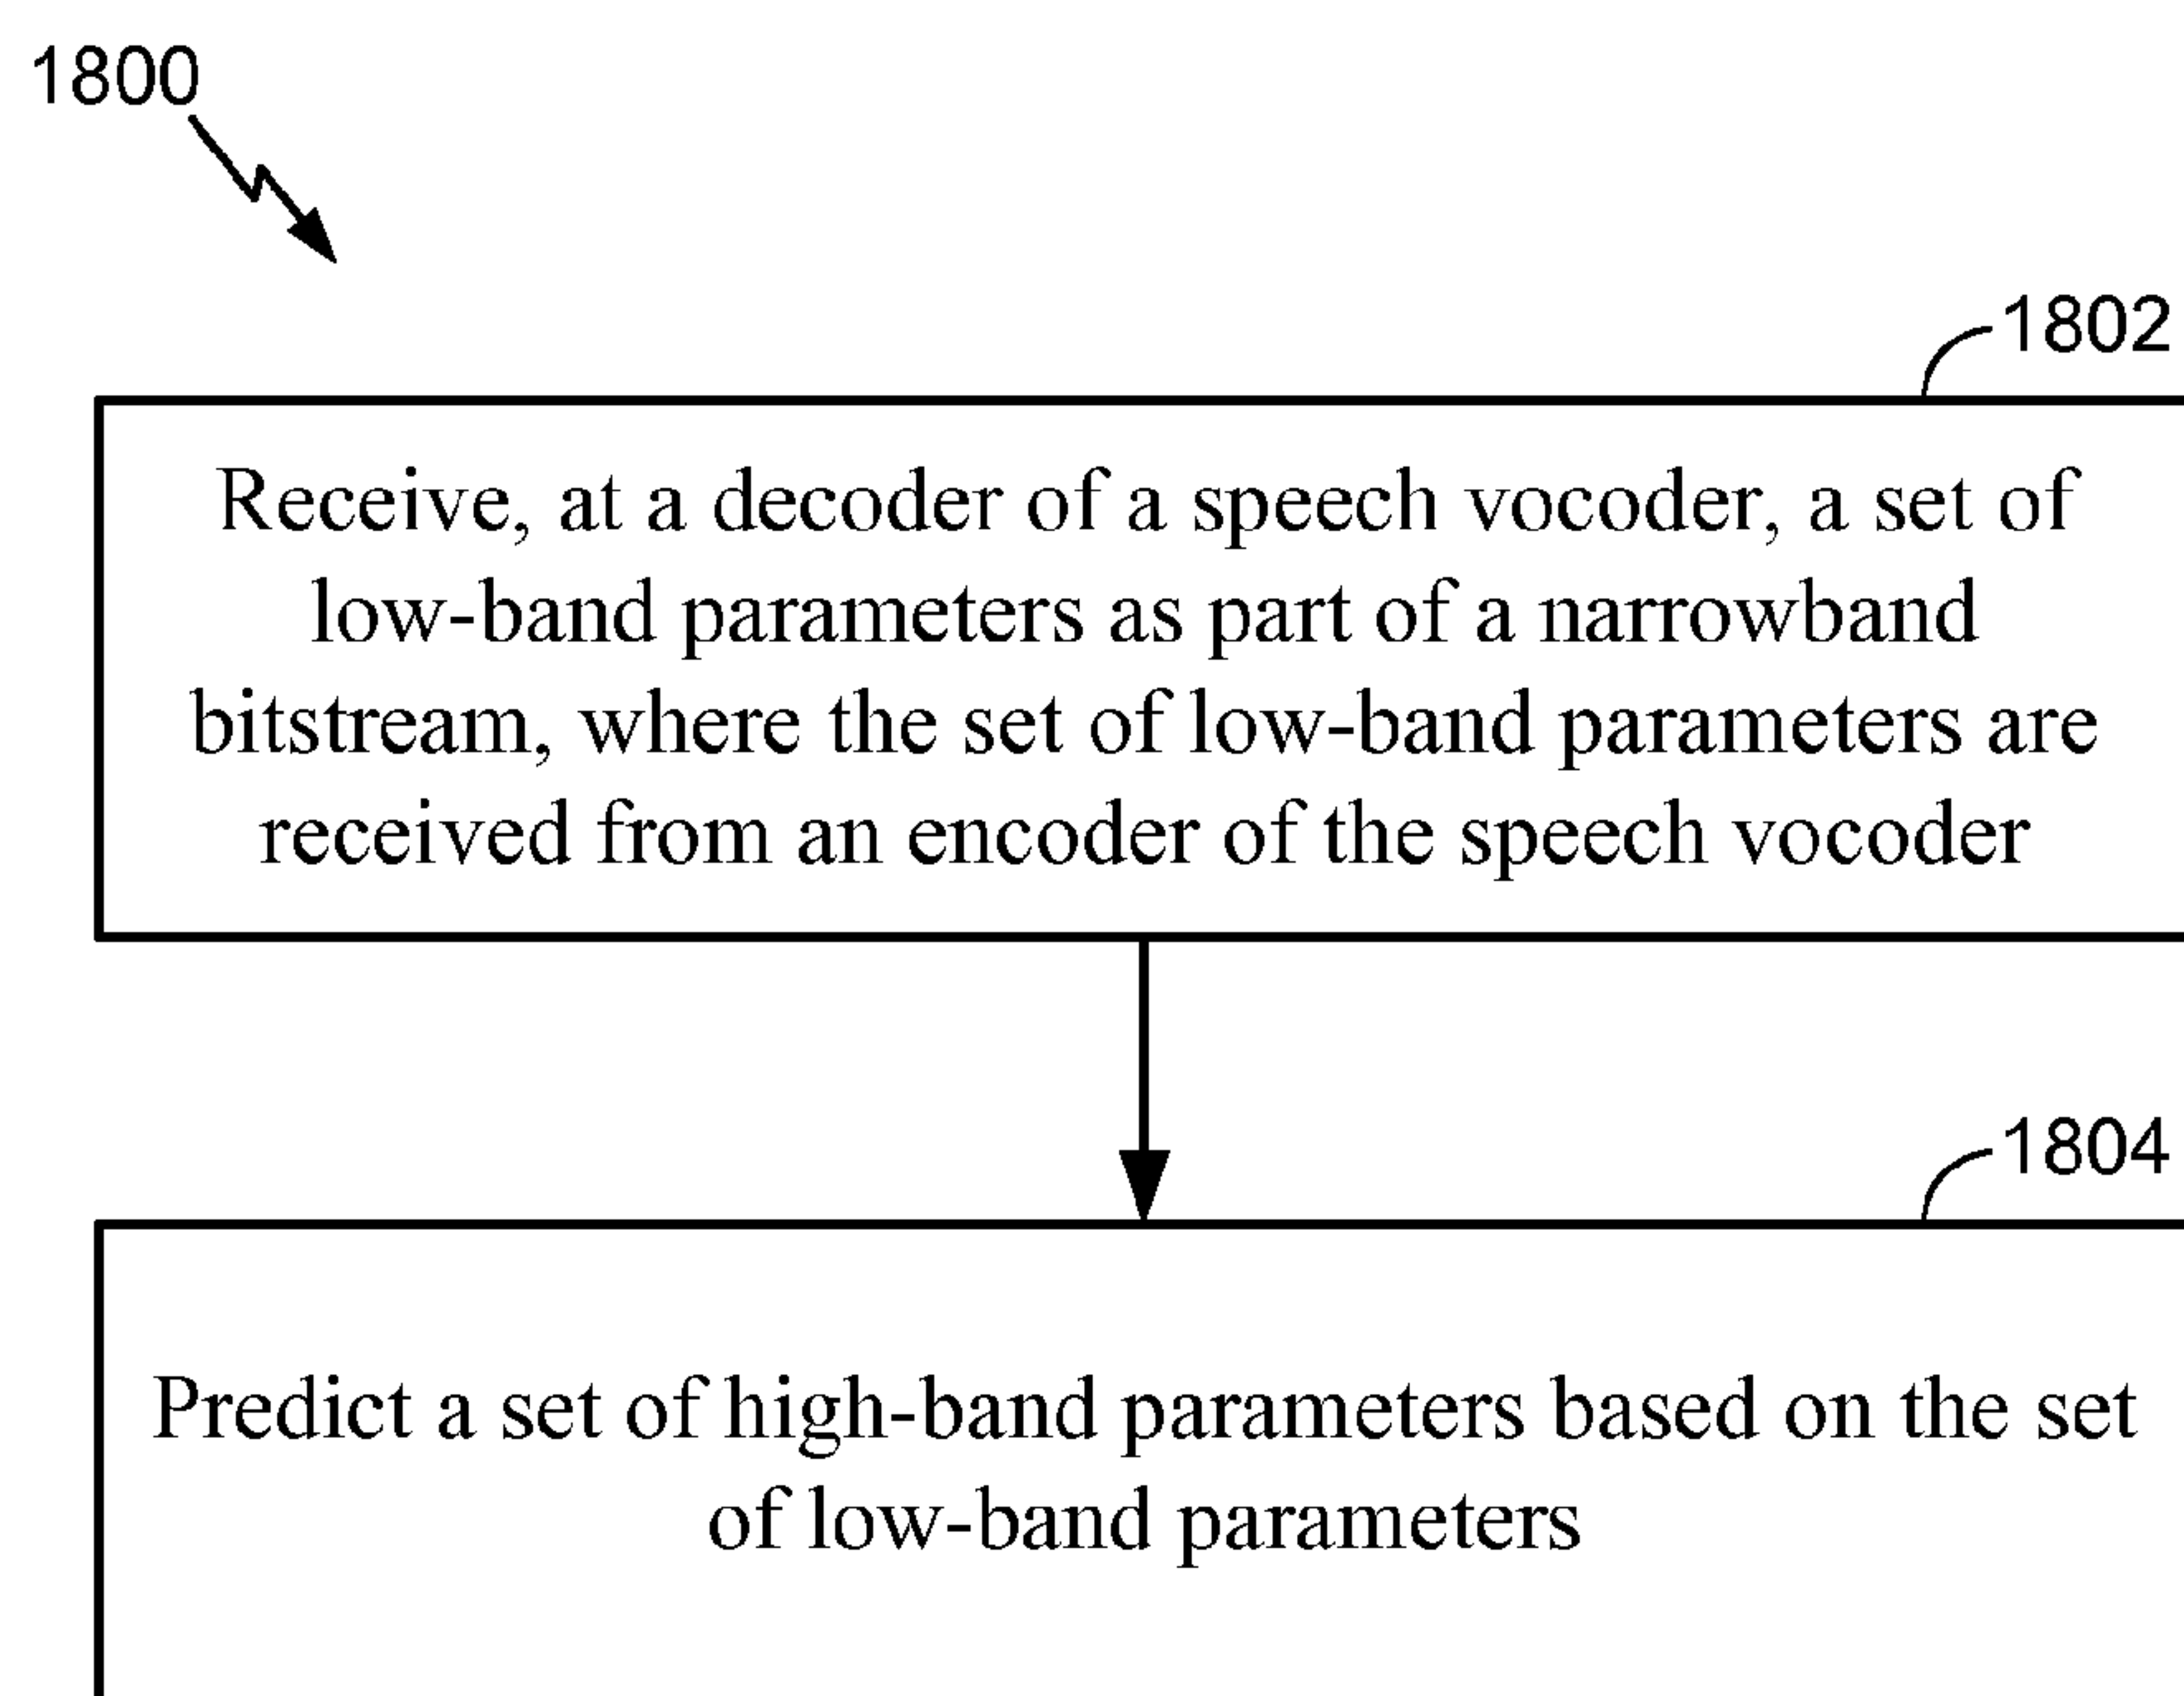 1800
1802
Receive, at a decoder of a speech vocoder, a set of
low-band parameters as part of a narrowband
bitstream, where the set of low-band parameters are
received from an encoder of the speech vocoder
1804
Predict a set of high-band parameters based on the set
of low-band parameters